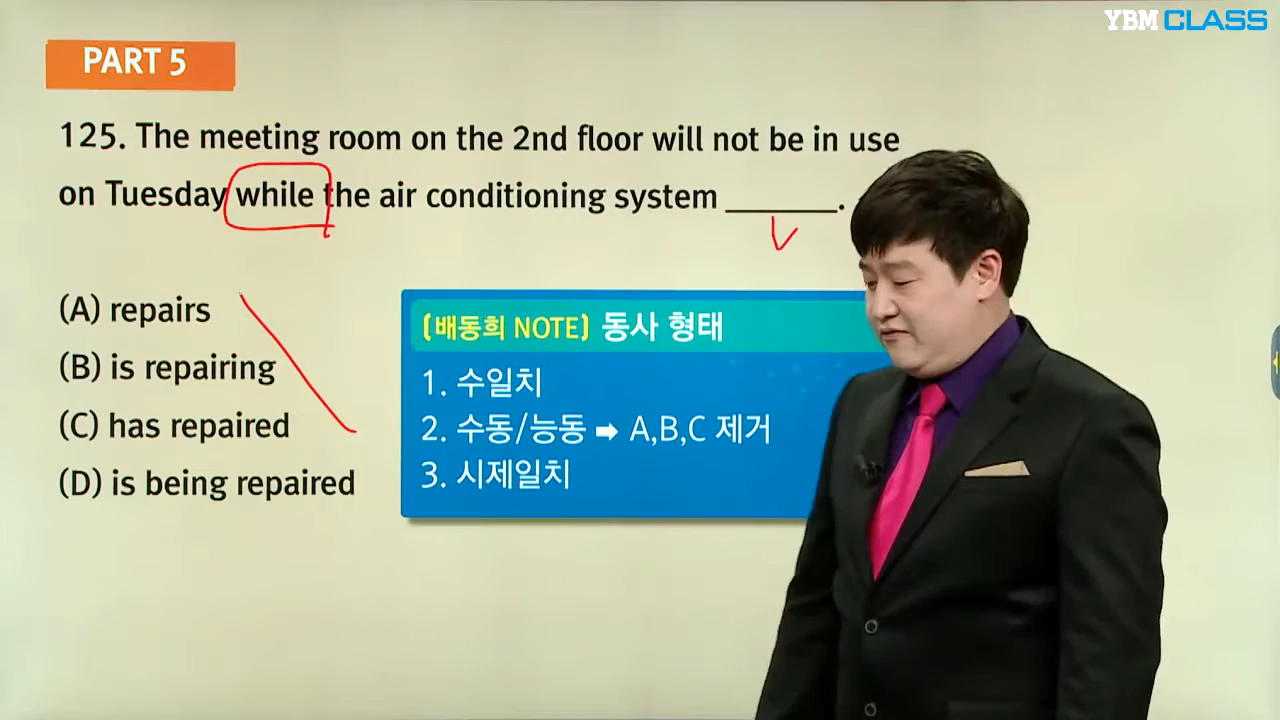 YBM CLASS
PART 5
125. The meeting room on the 2nd floor will not be in use
on Tuesday while the air conditioning system ______.
(A) repairs
(B) is repairing
(C) has repaired
(D) is being repaired
[배동희 NOTE] 동사 형태
1. 수일치
2. 수동/능동 ➡ A,B,C 제거
3. 시제일치
V